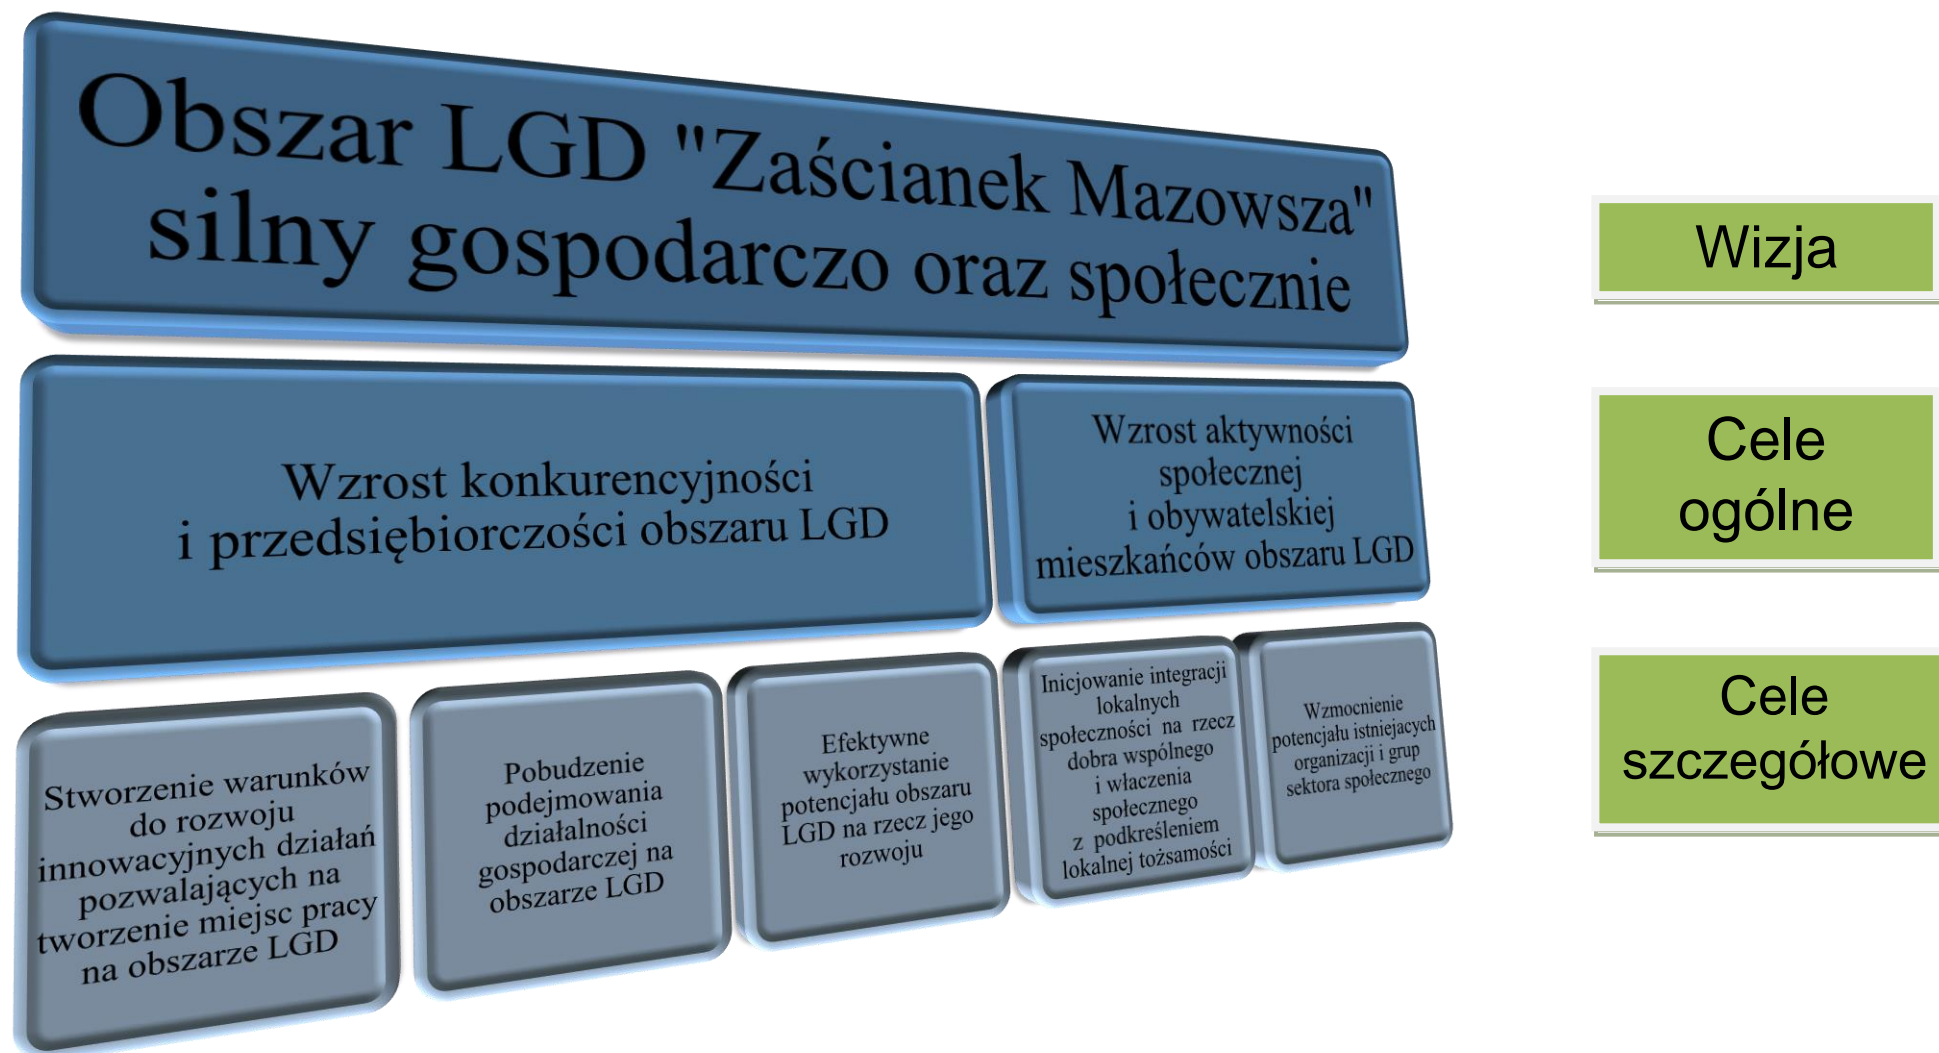 Obszar LGD "Zaścianek Mazowsza"
silny gospodarczo oraz społecznie
Wizja
Wzrost konkurencyjności
i przedsiębiorczości obszaru LGD
Wzrost aktywności
społecznej
i obywatelskiej
mieszkańców obszaru LGD
Cele
ogólne
Stworzenie warunków
do rozwoju
innowacyjnych działań
pozwalających na
tworzenie miejsc pracy
na obszarze LGD
Pobudzenie
podejmowania
działalności
gospodarczej na
obszarze LGD
Efektywne
wykorzystanie
potencjału obszaru
LGD na rzecz jego
rozwoju
Inicjowanie integracji
lokalnych
społeczności na rzecz
dobra wspólnego
i właczenia
społecznego
z podkreśleniem
lokalnej tożsamości
Wzmocnienie
potencjału istniejacych
organizacji i grup
sektora społecznego
Cele
szczegółowe